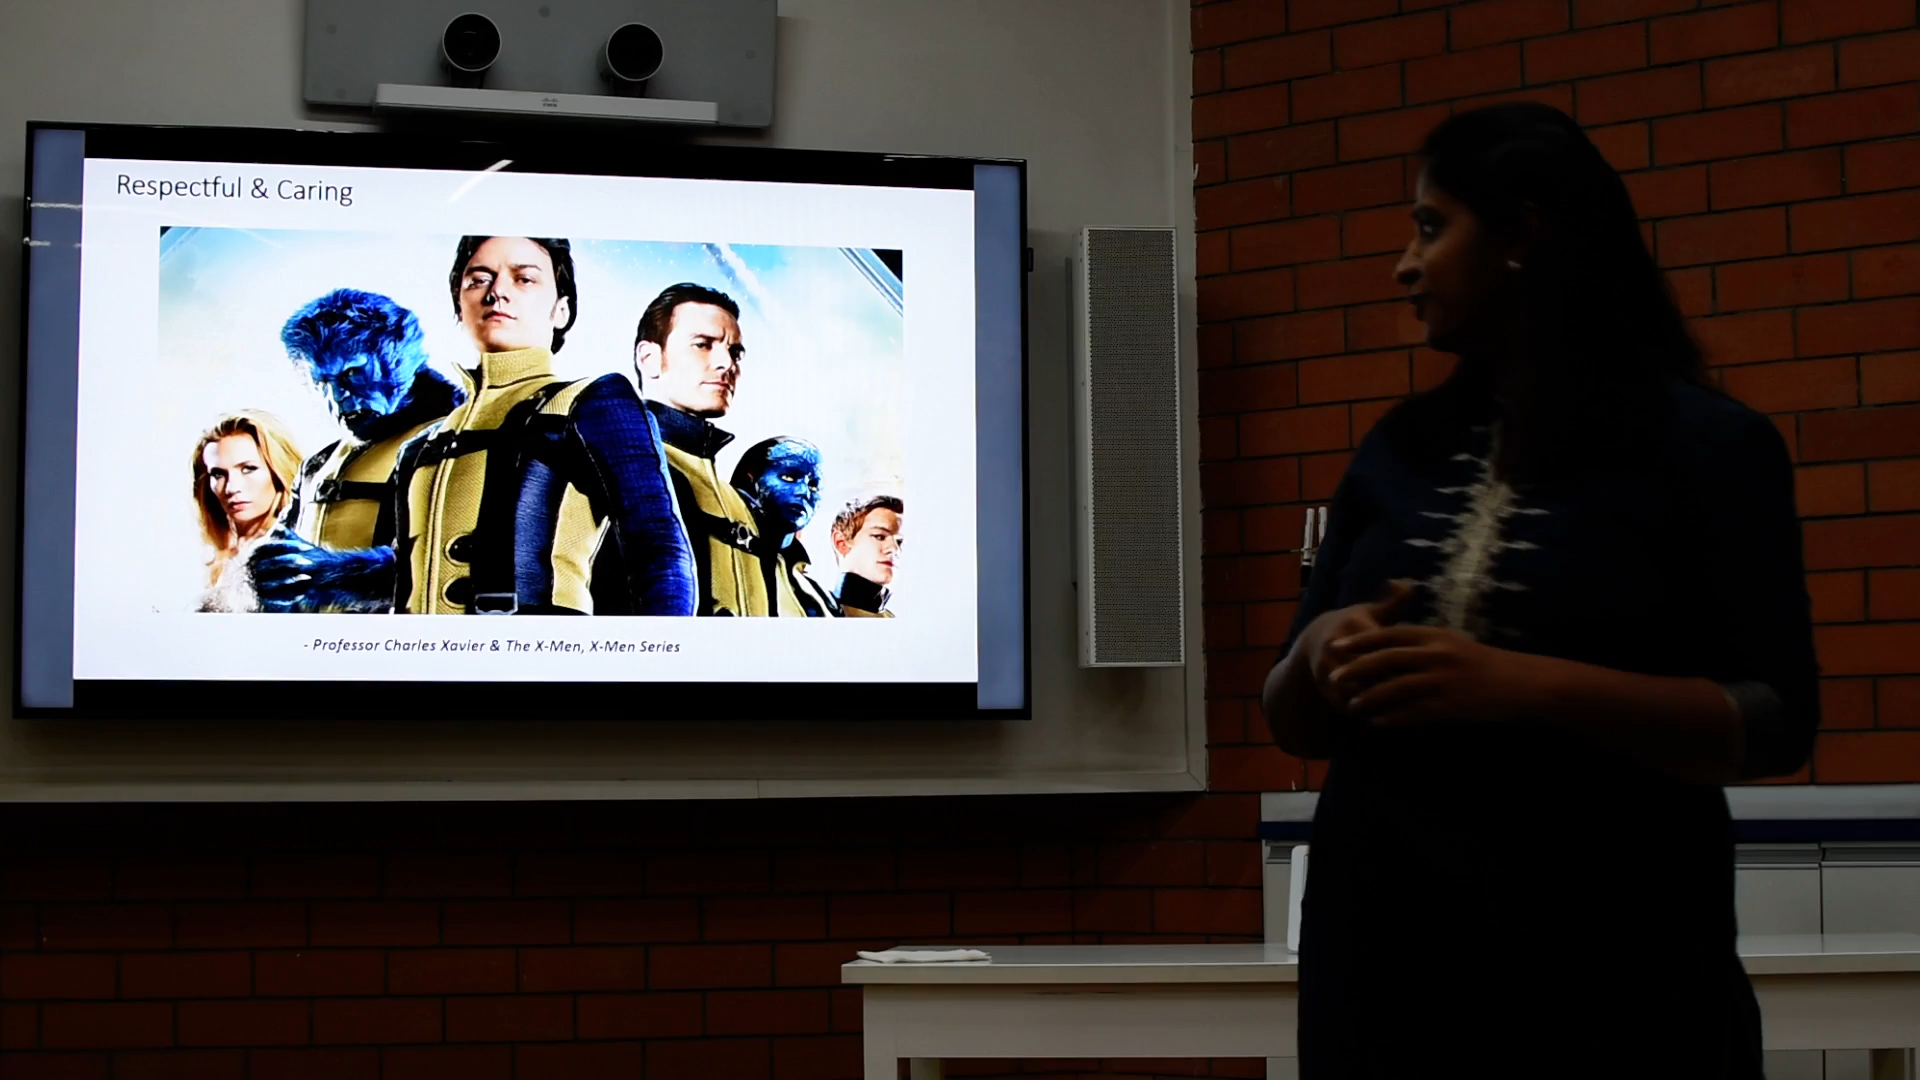 Respectful & Caring
- Professor Charles Xavier & The X-Men, X-Men Series